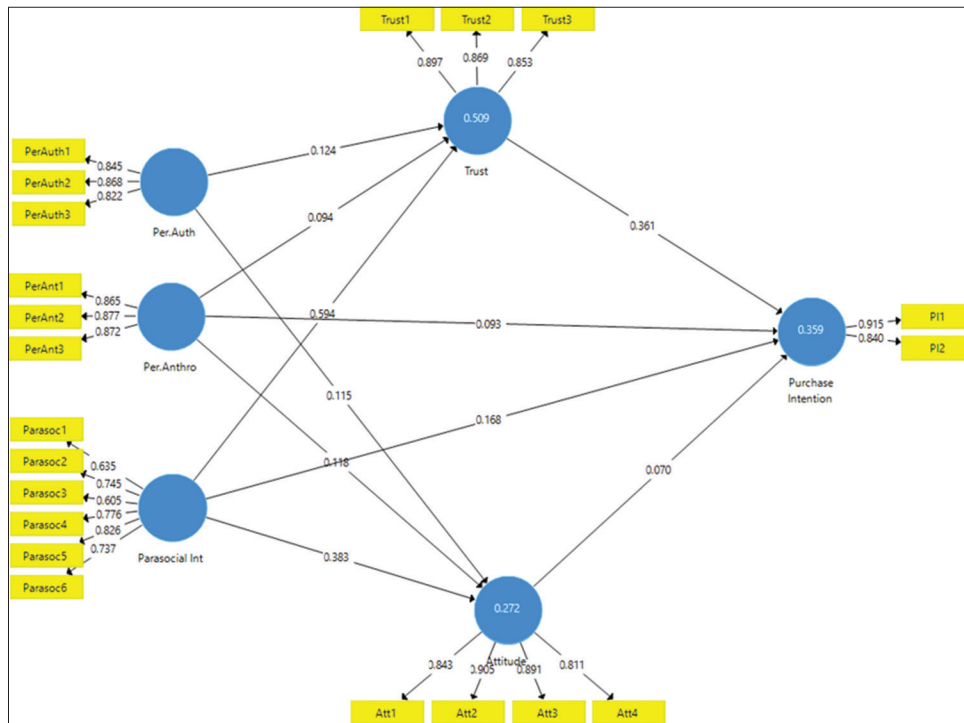 Trust1 Trust2 Trust3
0.897 0.869 0.853
0.509
Trust
PerAuth1
PerAuth2
PerAuth3
0.845
0.868
0.822
Per.Auth
0.124
0.094
0.594
0.361
PerAnt1
PerAnt2
PerAnt3
0.865
0.877
0.872
Per.Anthro
0.093
0.115
0.118
0.168
0.359
Purchase
Intention
0.915
0.840
PI1
PI2
Parasoc1
Parasoc2
Parasoc3
Parasoc4
Parasoc5
Parasoc6
0.635
0.745
0.605
0.776
0.826
0.737
Parasocial Int
0.383
0.070
0.272
Attitude
0.843 0.905 0.891 0.811
Att1 Att2 Att3 Att4